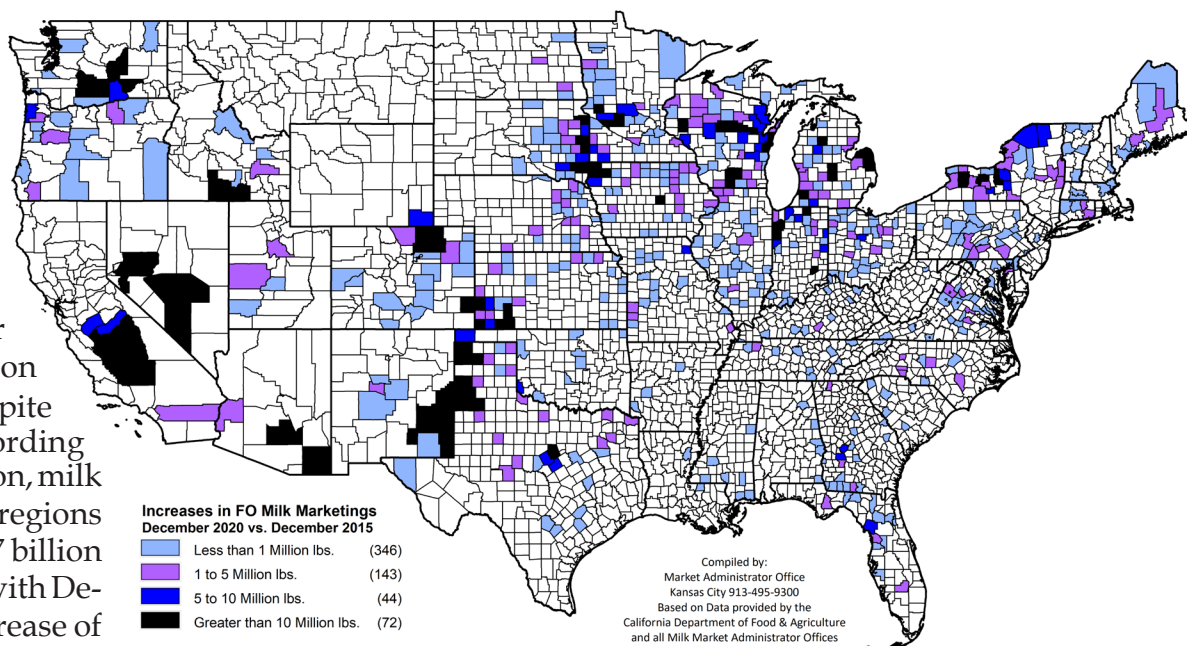 r
on
pite
ording
on, milk
regions
7 billion
with De-
rease of
Increases in FO Milk Marketings
December 2020 vs. December 2015
Less than 1 Million lbs. (346)
1 to 5 Million lbs. (143)
5 to 10 Million lbs. (44)
Greater than 10 Million lbs. (72)
Compiled by:
Market Administrator Office
Kansas City 913-495-9300
Based on Data provided by the
California Department of Food & Agriculture
and all Milk Market Administrator Offices